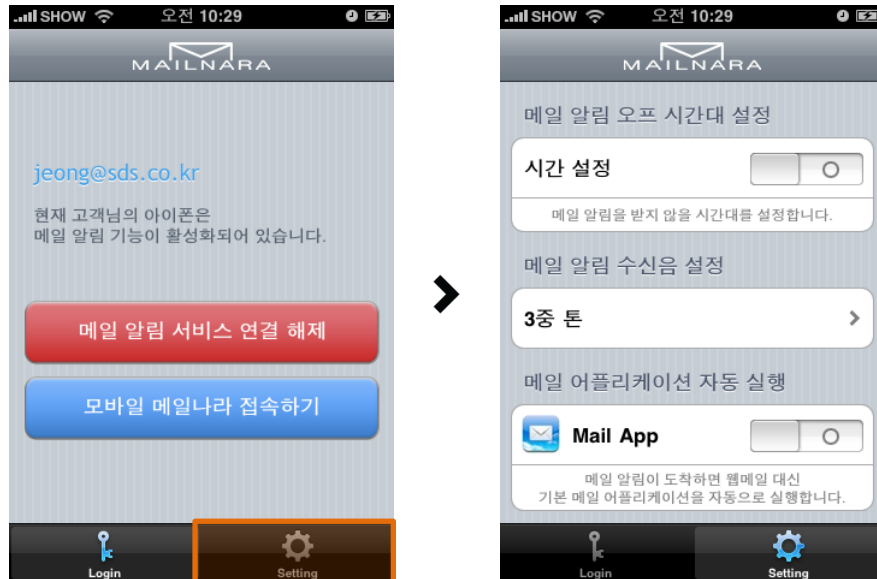 SHOW 오전 10:29
MAILNARA
jeong@sds.co.kr
현재 고객님의 아이폰은
메일 알림 기능이 활성화되어 있습니다.
메일 알림 서비스 연결 해제
모바일 메일나라 접속하기
Login
Setting
SHOW 오전 10:29
MAILNARA
메일 알림 오프 시간대 설정
시간 설정
메일 알림을 받지 않을 시간대를 설정합니다.
메일 알림 수신음 설정
3중 톤
메일 어플리케이션 자동 실행
Mail App
메일 알림이 도착하면 웹메일 대신
기본 메일 어플리케이션을 자동으로 실행합니다.
Login
Setting